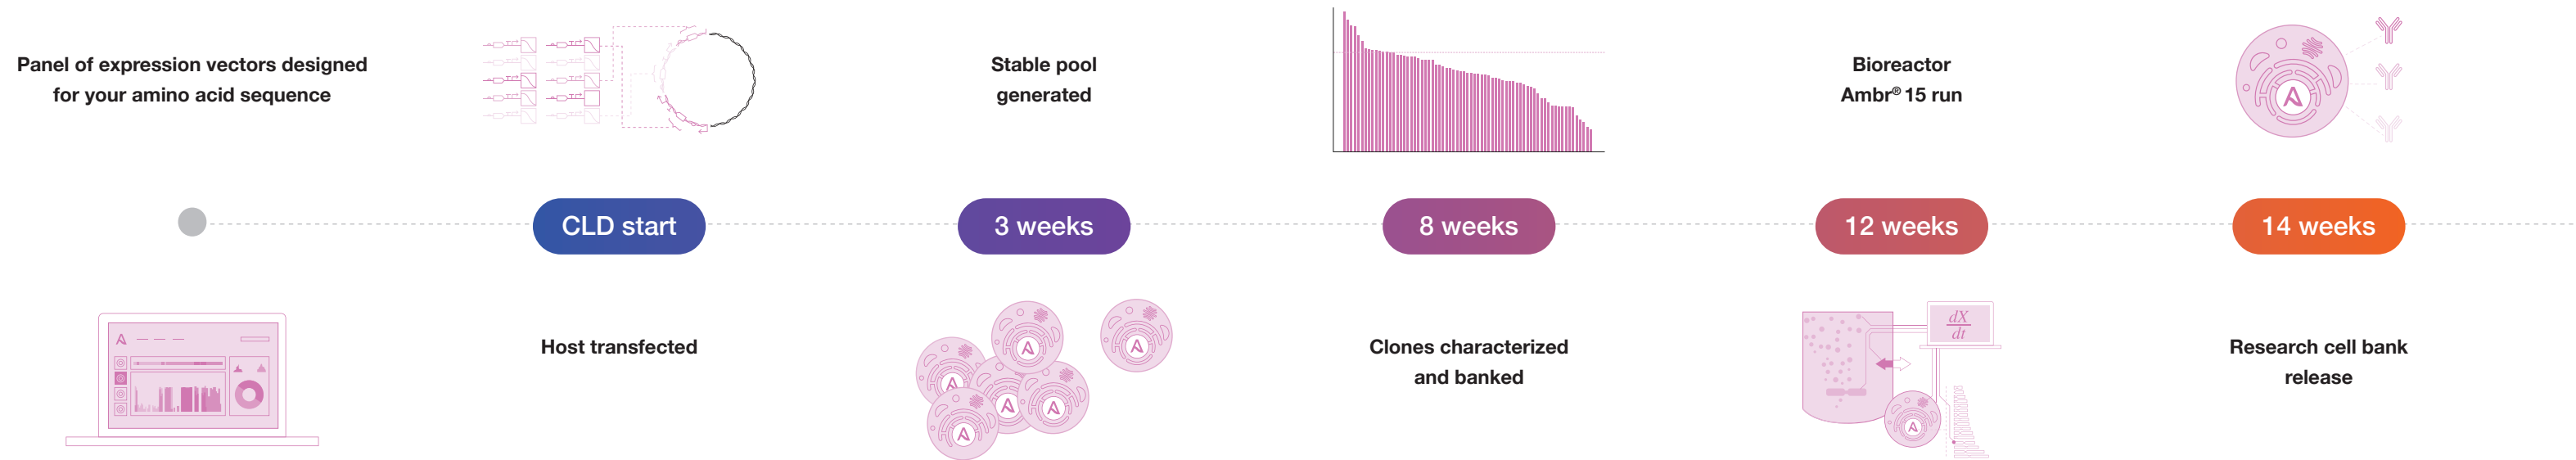 Panel of expression vectors designed
for your amino acid sequence
Stable pool
generated
Bioreactor
Ambr® 15 run
CLD start
3 weeks
8 weeks
12 weeks
14 weeks
Host transfected
Clones characterized
and banked
dX
dt
Research cell bank
release